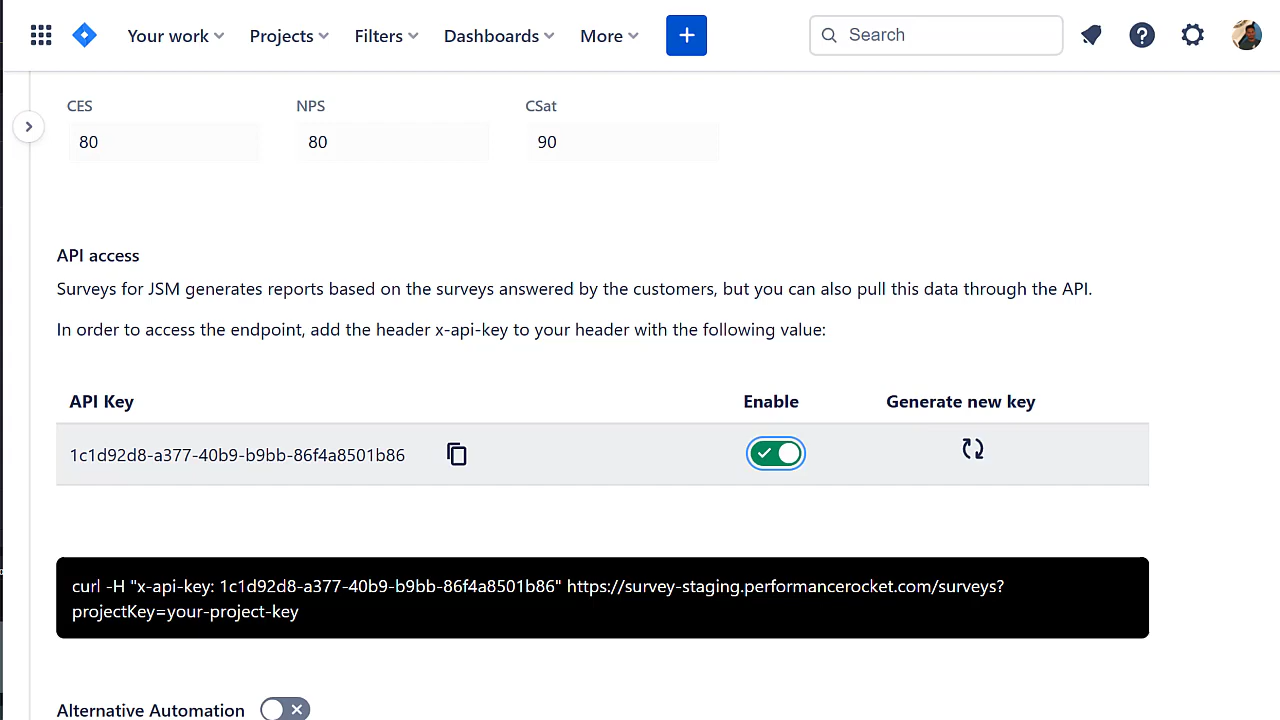 Your work Projects Filters Dashboards More + Search
CES NPS CSat
80 80 90
API access
Surveys for JSM generates reports based on the surveys answered by the customers, but you can also pull this data through the API.
In order to access the endpoint, add the header x-api-key to your header with the following value:
API Key Enable Generate new key
1c1d92d8-a377-40b9-b9bb-86f4a8501b86
curl -H "x-api-key: 1c1d92d8-a377-40b9-b9bb-86f4a8501b86" https://survey-staging.performancerocket.com/surveys?
projectKey=your-project-key
Alternative Automation